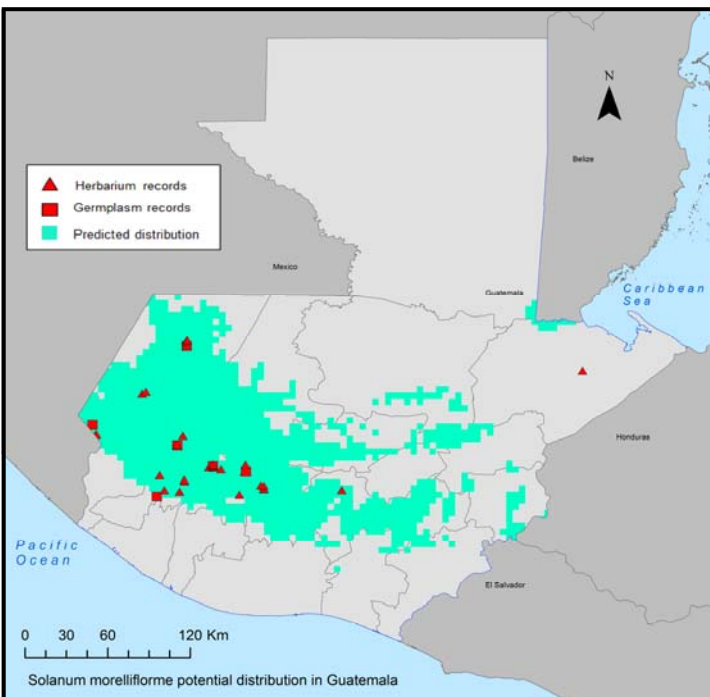 N
Belize
Herbarium records
Germplasm records
Predicted distribution
Mexico
Guatemala
Caribbean
Sea
Honduras
Pacific
Ocean
El Salvador
0 30 60 120 Km
Solanum morelliflorme potential distribution in Guatemala